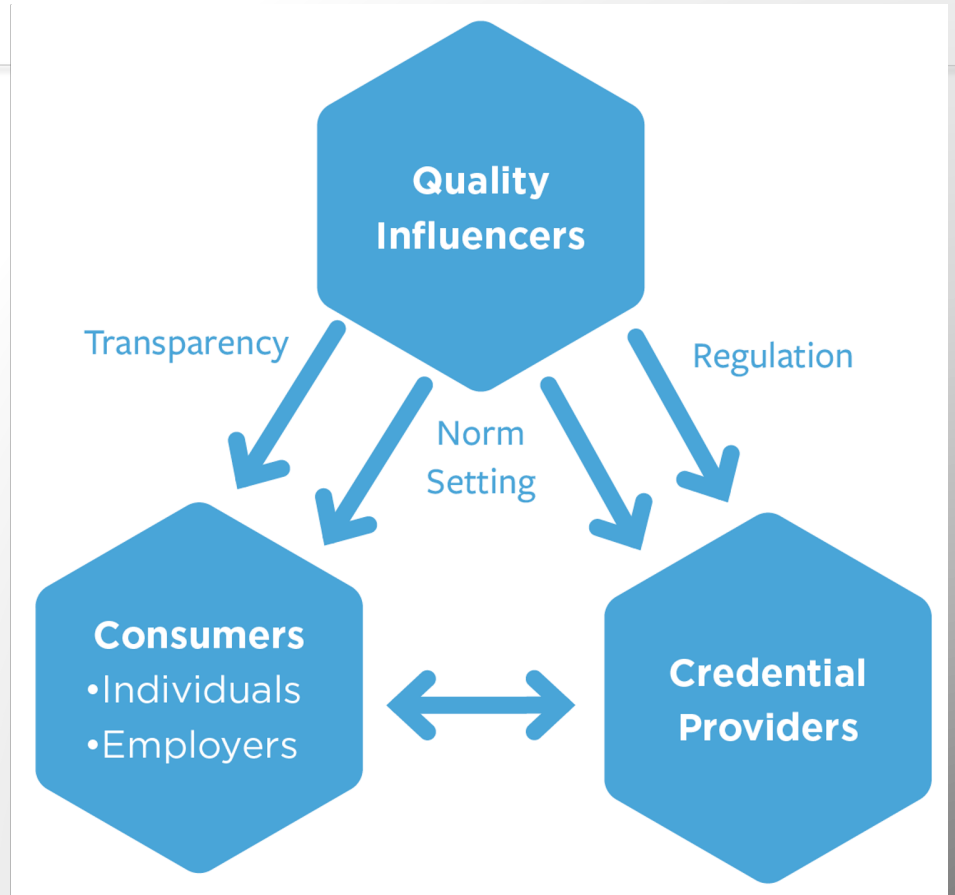 Quality
Influencers
Transparency
Regulation
Norm
Setting
Consumers
•Individuals
•Employers
Credential
Providers